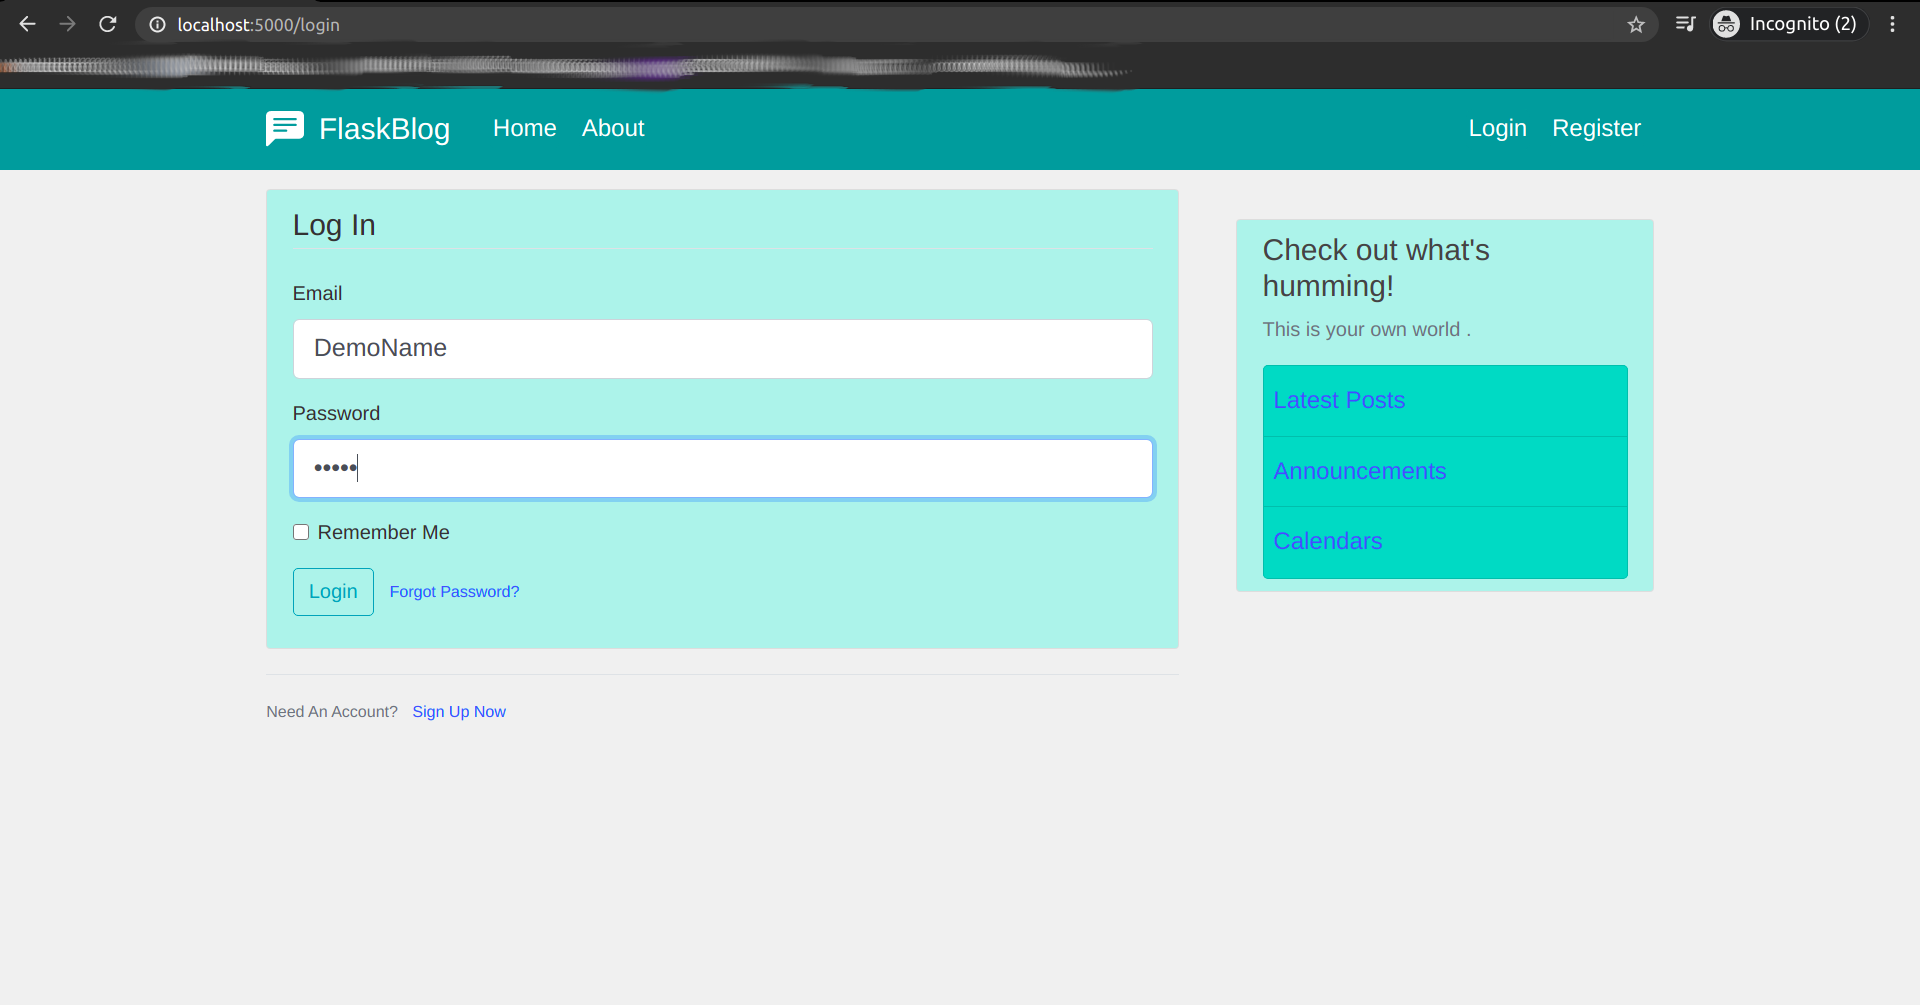 localhost:5000/login
Incognito (2)
FlaskBlog Home About Login Register
Log In
Email
DemoName
Password
•••••
Remember Me
Login Forgot Password?
Need An Account? Sign Up Now
Check out what's
humming!
This is your own world .
Latest Posts
Announcements
Calendars